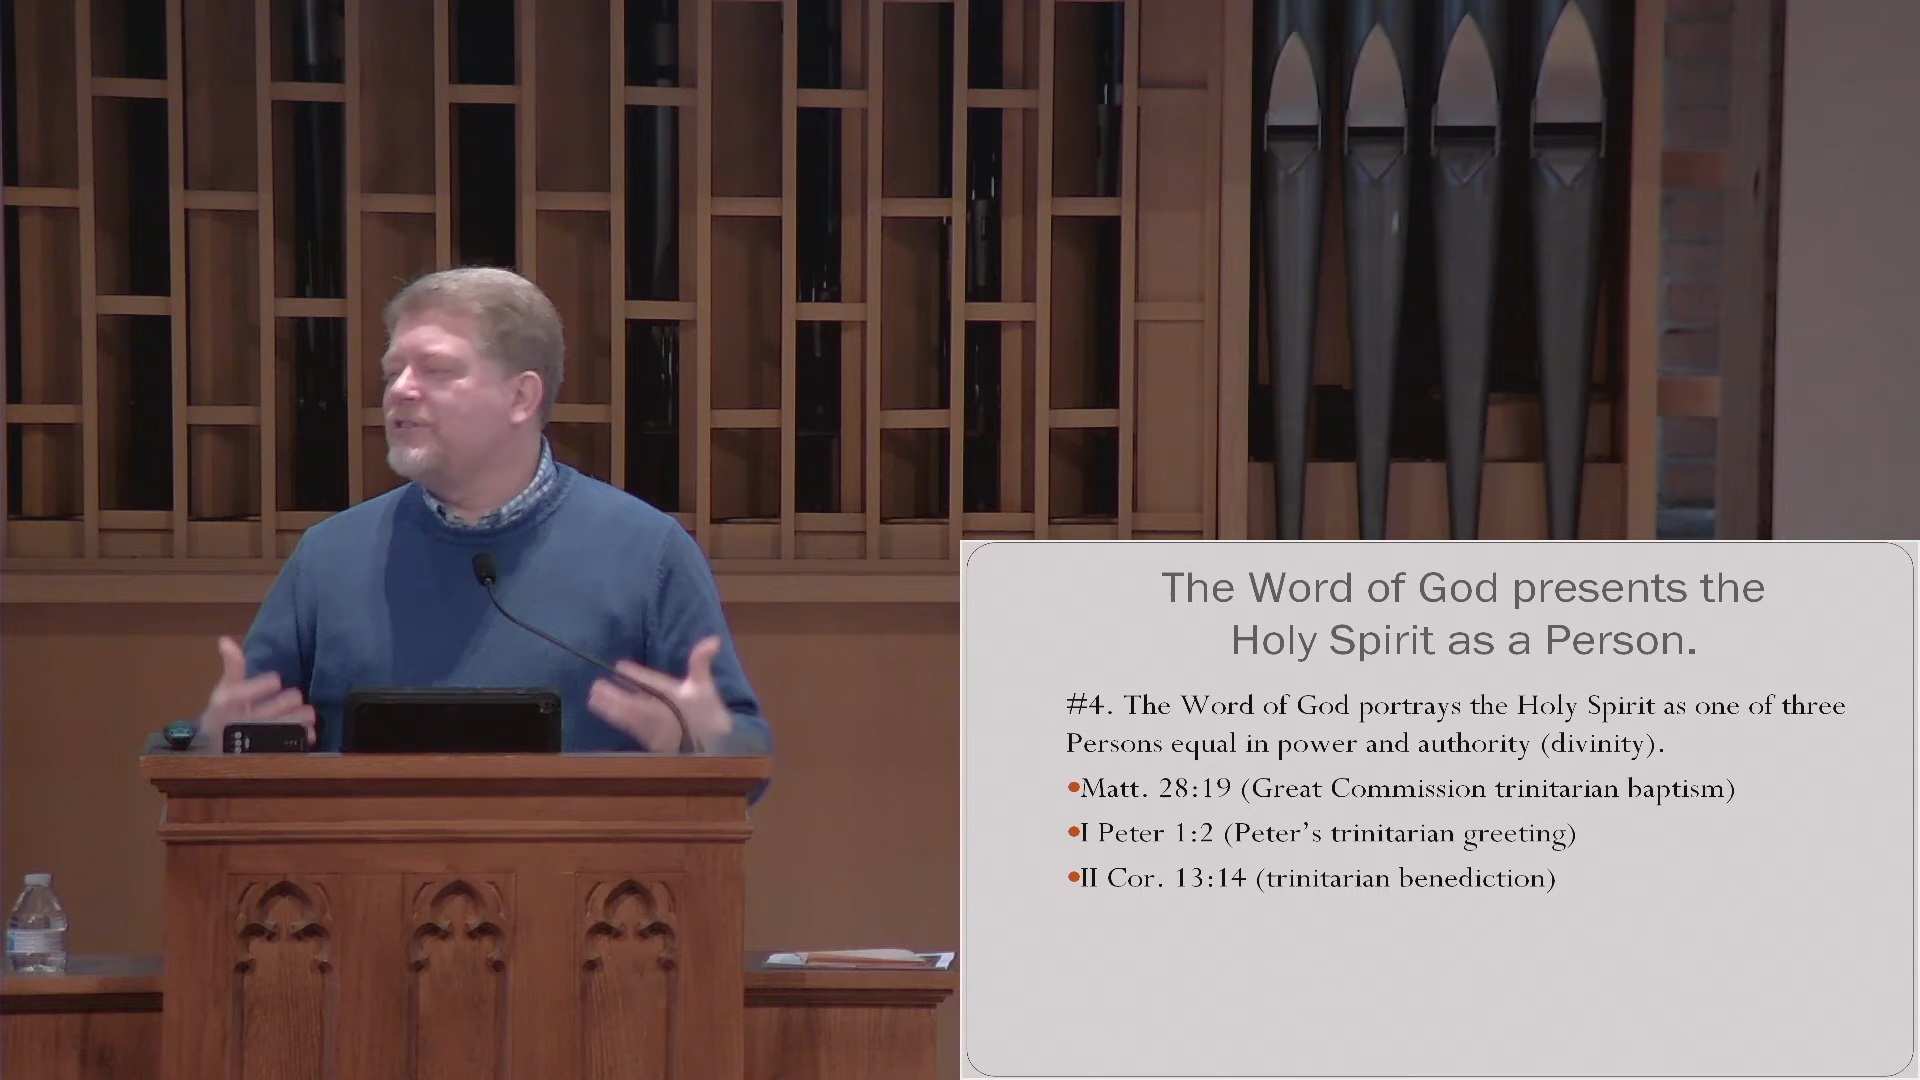 The Word of God presents the
Holy Spirit as a Person.
#4. The Word of God portrays the Holy Spirit as one of three
Persons equal in power and authority (divinity).
•Matt. 28:19 (Great Commission trinitarian baptism)
•I Peter 1:2 (Peter’s trinitarian greeting)
•II Cor. 13:14 (trinitarian benediction)